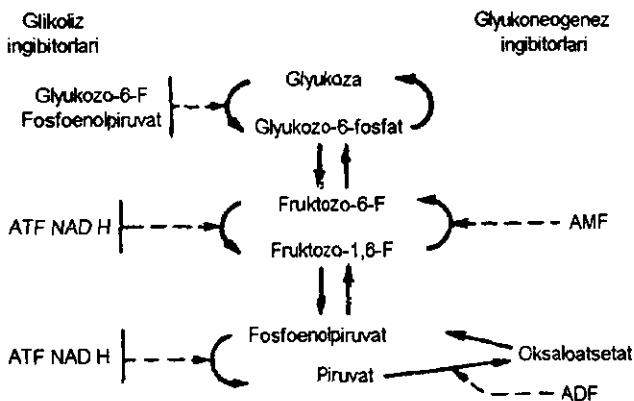 Glikoliz
ingibitorlari
Glyukoneogenez
ingibitorlari
Glyukozo-6-F
Fosfoenolpiruvat
Glyukoza
Glyukozo-6-fosfat
ATF NAD H
Fruktozo-6-F
Fruktozo-1,6-F
AMF
ATF NAD H
Fosfoenolpiruvat
Piruvat
Oksaloatsetat
ADF